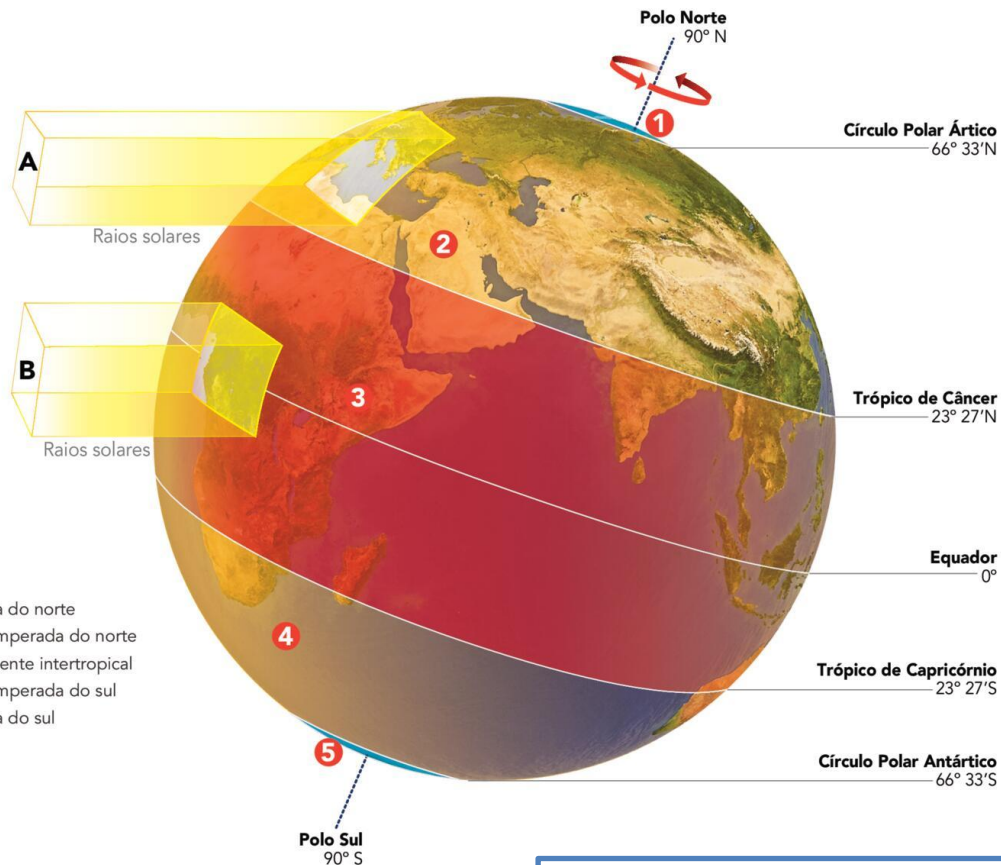 Polo Norte
90° N
1
Círculo Polar Ártico
66° 33'N
A
Raios solares
2
B
3
Raios solares
Trópico de Câncer
23° 27'N
Equador
0°
a do norte
mperada do norte
ente intertropical
mperada do sul
a do sul
4
Trópico de Capricórnio
23° 27'S
5
Círculo Polar Antártico
66° 33'S
Polo Sul
90° S